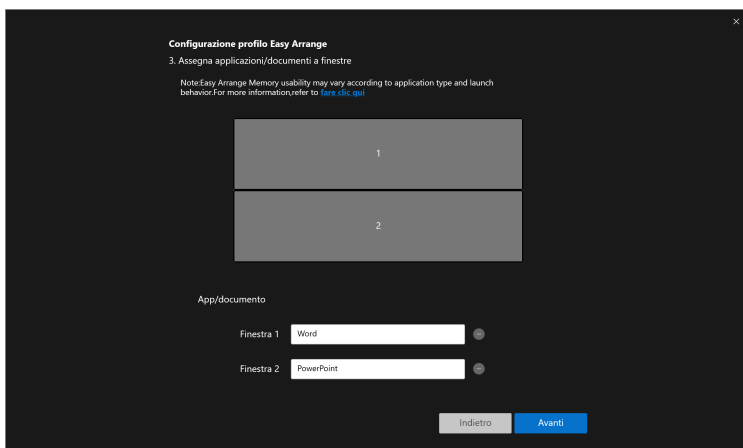 Configurazione profilo Easy Arrange
3. Assegna applicazioni/documenti a finestre
Note:Easy Arrange Memory usability may vary according to application type and launch
behavior.For more information,refer to fare clic qui
1
2
App/documento
Finestra 1 Word
Finestra 2 PowerPoint
Indietro Avanti